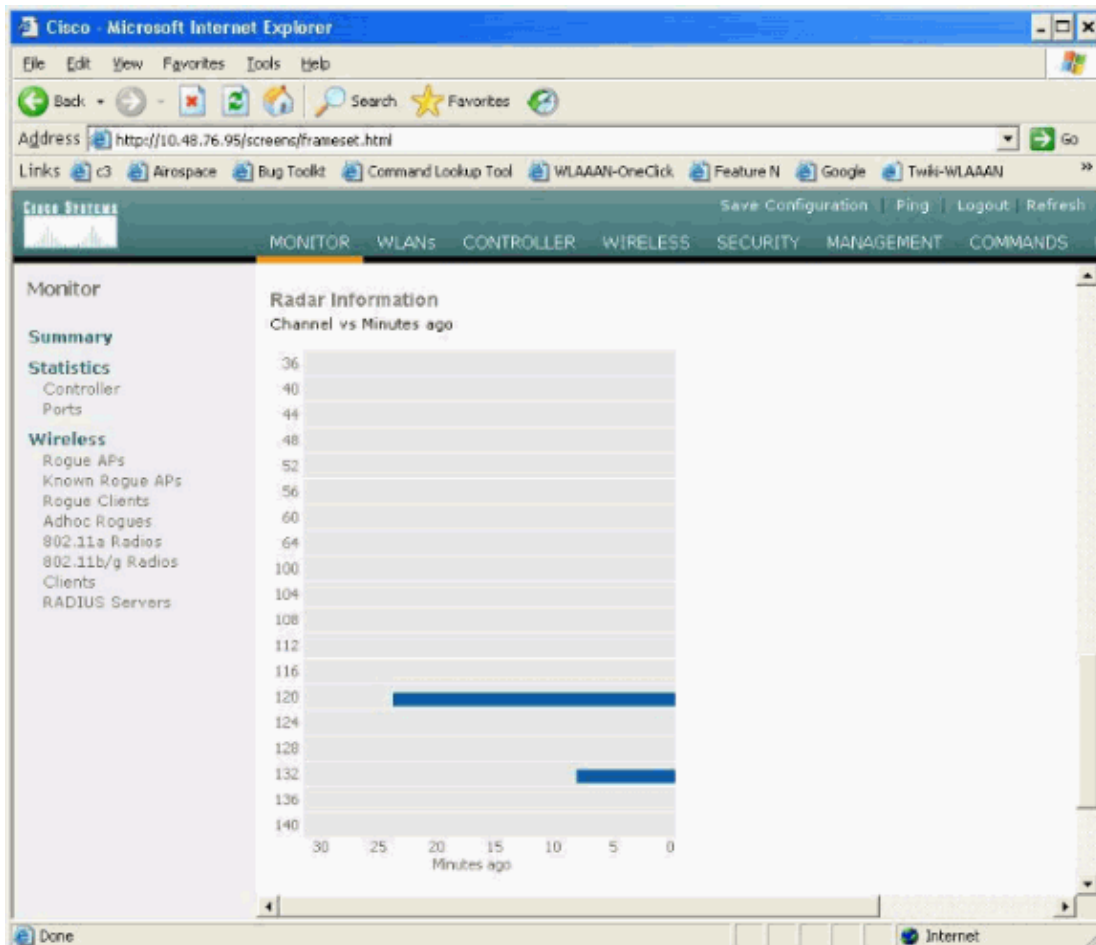 Cisco - Microsoft Internet Explorer
File Edit View Favorites Tools Help
Back Search Favorites
Address http://10.48.76.95/screens/frameset.html Go
Links c3 Airospace Bug Toolkit Command Lookup Tool WLAAAN-OneClick Feature N Google Twiki-WLAAAN »
Cisco Systems
Save Configuration | Ping | Logout | Refresh
MONITOR WLANs CONTROLLER WIRELESS SECURITY MANAGEMENT COMMANDS
Monitor
Summary
Statistics
Controller
Ports
Wireless
Rogue APs
Known Rogue APs
Rogue Clients
Adhoc Rogues
802.11a Radios
802.11b/g Radios
Clients
RADIUS Servers
Radar Information
Channel vs Minutes ago
36
40
44
48
52
56
60
64
100
104
108
112
116
120
124
128
132
136
140
30 25 20 15 10 5 0
Minutes ago
Done Internet